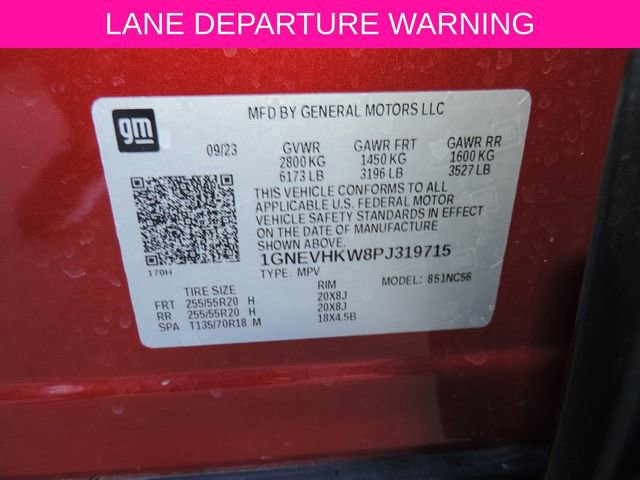 LANE DEPARTURE WARNING
gm
MFD BY GENERAL MOTORS LLC
09/23 GVWR GAWR FRT GAWR RR
2800 KG 1450 KG 1600 KG
6173 LB 3196 LB 3527 LB
THIS VEHICLE CONFORMS TO ALL
APPLICABLE U.S. FEDERAL MOTOR
VEHICLE SAFETY STANDARDS IN EFFECT
ON THE DATE OF MANUFACTURE
SHOWN ABOVE.
1GNEVHKW8PJ319715
170H
TYPE: MPV MODEL: 851NC56
TIRE SIZE RIM
FRT 255/55R20 H 20X8J
RR 255/55R20 H 20X8J
SPA T135/70R18 M 18X4.5B